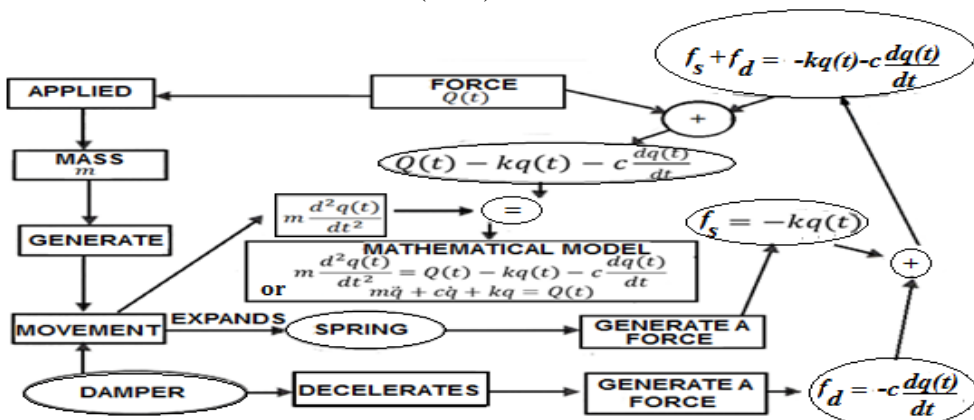 f_s + f_d = -kq(t)-c dq(t)/dt
APPLIED
FORCE
Q(t)
+
MASS
m
Q(t) − kq(t) − c dq(t)/dt
m d²q(t)/dt²
=
f_s = −kq(t)
GENERATE
MATHEMATICAL MODEL
m d²q(t)/dt² = Q(t) − kq(t) − c dq(t)/dt
or mq̈ + cq̇ + kq = Q(t)
+
MOVEMENT
EXPANDS
SPRING
GENERATE A
FORCE
DAMPER
DECELERATES
GENERATE A
FORCE
f_d = -c dq(t)/dt